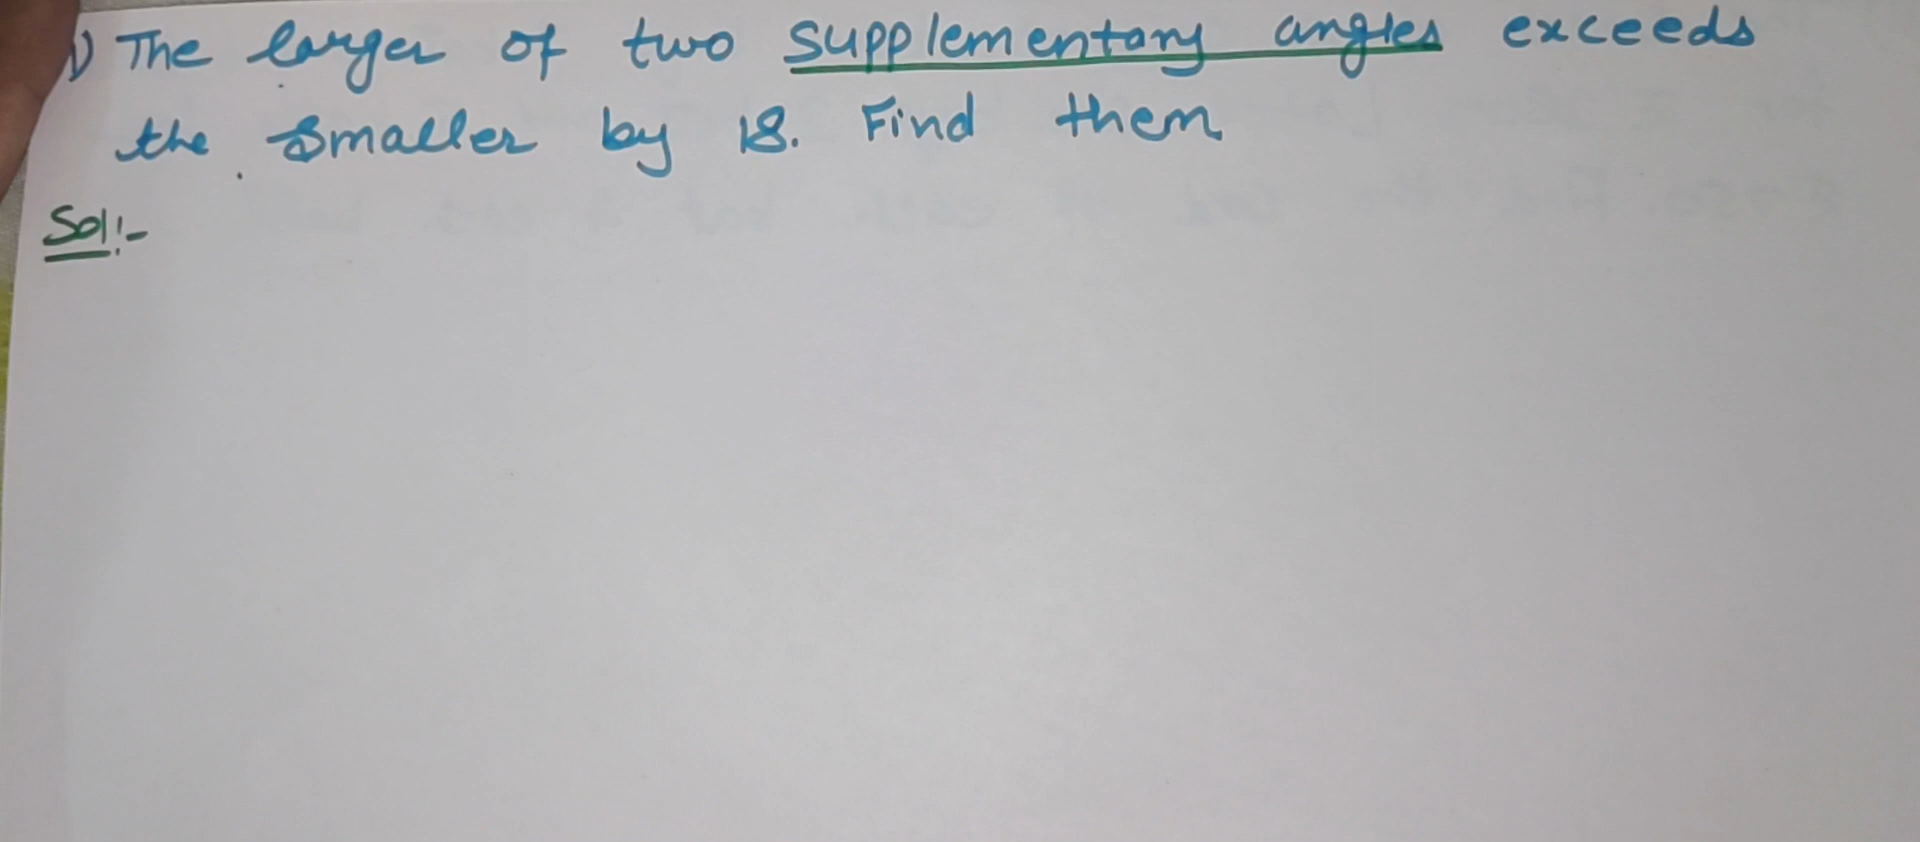 1) The larger of two supplementary angles exceeds
the smaller by 18. Find them
Sol:-